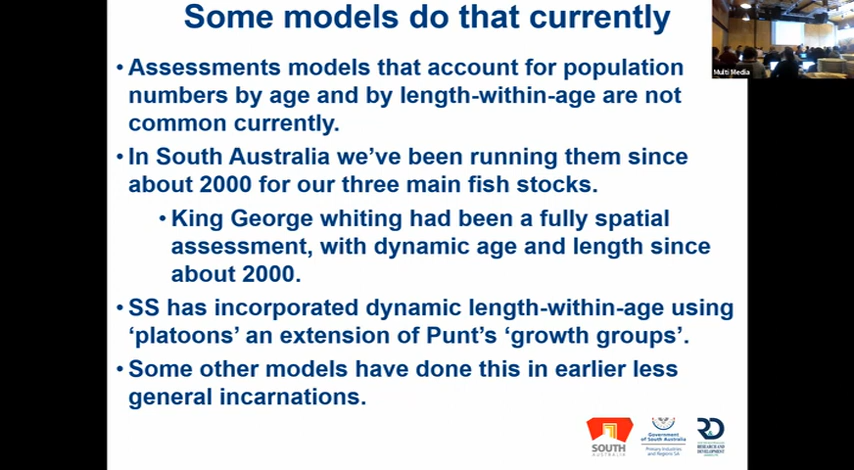 Some models do that currently
Multi Media
• Assessments models that account for population
numbers by age and by length-within-age are not
common currently.
• In South Australia we've been running them since
about 2000 for our three main fish stocks.
• King George whiting had been a fully spatial
assessment, with dynamic age and length since
about 2000.
• SS has incorporated dynamic length-within-age using
'platoons' an extension of Punt's 'growth groups'.
• Some other models have done this in earlier less
general incarnations.
SOUTH
AUSTRALIA
Government
of South Australia
Primary Industries
and Regions SA
RESEARCH AND
DEVELOPMENT